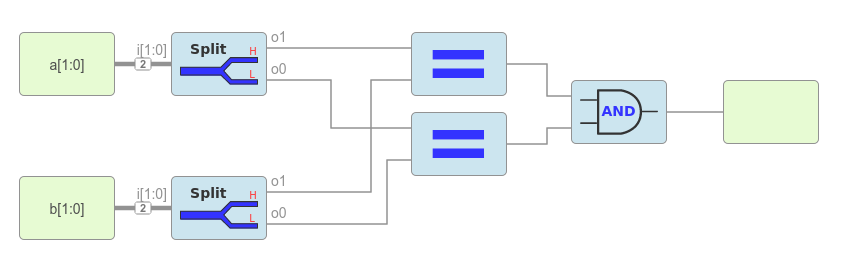 a[1:0]
i[1:0]
2
Split
H
L
o1
o0
AND
b[1:0]
i[1:0]
2
Split
H
L
o1
o0